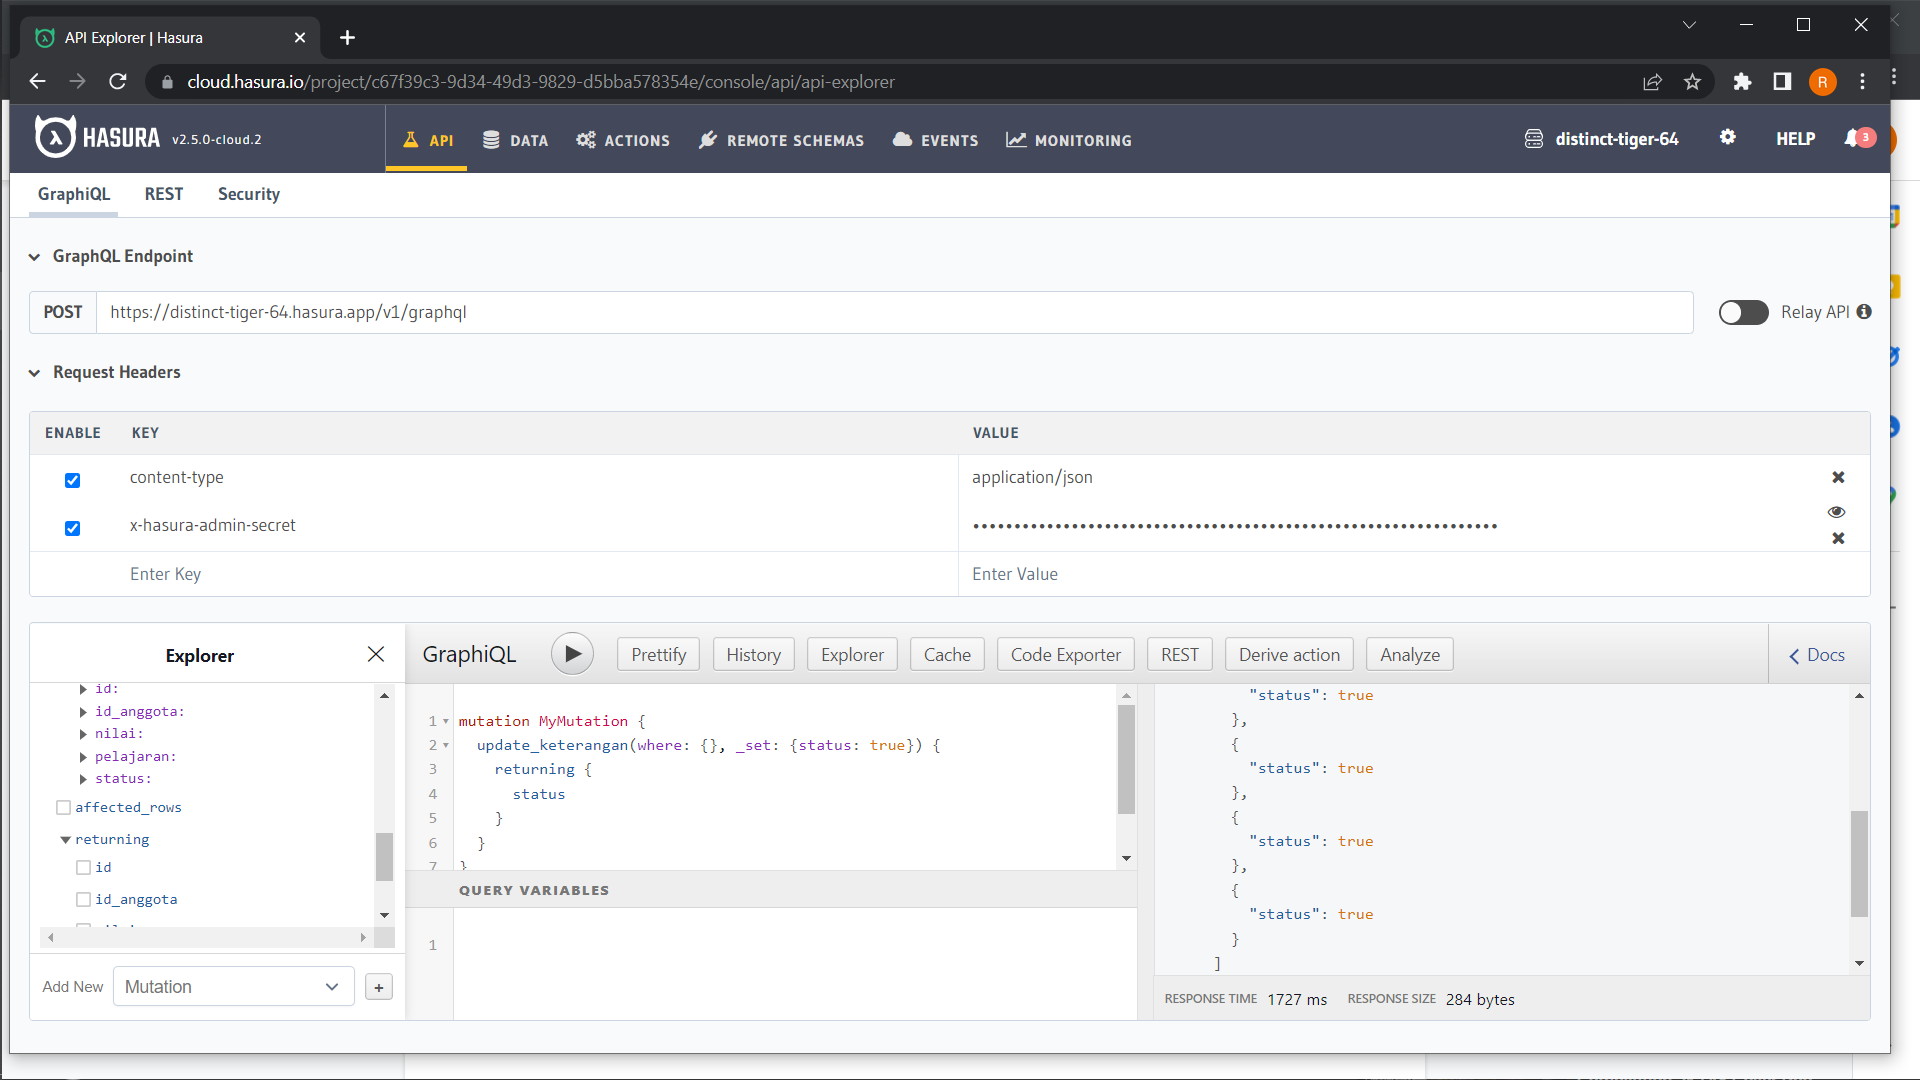 API Explorer | Hasura
cloud.hasura.io/project/c67f39c3-9d34-49d3-9829-d5bba578354e/console/api/api-explorer
R
HASURA v2.5.0-cloud.2
API DATA ACTIONS REMOTE SCHEMAS EVENTS MONITORING
distinct-tiger-64 HELP 3
GraphiQL REST Security
GraphQL Endpoint
POST https://distinct-tiger-64.hasura.app/v1/graphql
Relay API
Request Headers
ENABLE KEY VALUE
content-type application/json
x-hasura-admin-secret ••••••••••••••••••••••••••••••••••••••••••••••••••••••••••••••••
Enter Key Enter Value
Explorer
id:
id_anggota:
nilai:
pelajaran:
status:
affected_rows
returning
id
id_anggota
Add New Mutation +
GraphiQL Prettify History Explorer Cache Code Exporter REST Derive action Analyze Docs
1 mutation MyMutation {
2 update_keterangan(where: {}, _set: {status: true}) {
3 returning {
4 status
5 }
6 }
7 }
QUERY VARIABLES
1
"status": true
},
{
"status": true
},
{
"status": true
},
{
"status": true
}
]
RESPONSE TIME 1727 ms RESPONSE SIZE 284 bytes